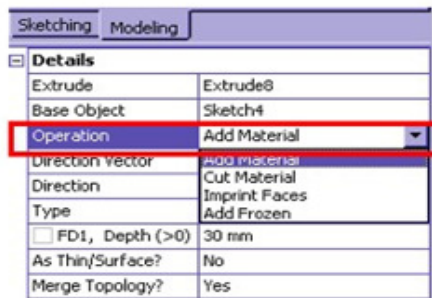 Sketching Modeling
Details
Extrude Extrude8
Base Object Sketch4
Operation Add Material
Direction Vector Add Material
Direction Cut Material
Imprint Faces
Type Add Frozen
FD1, Depth (>0) 30 mm
As Thin/Surface? No
Merge Topology? Yes